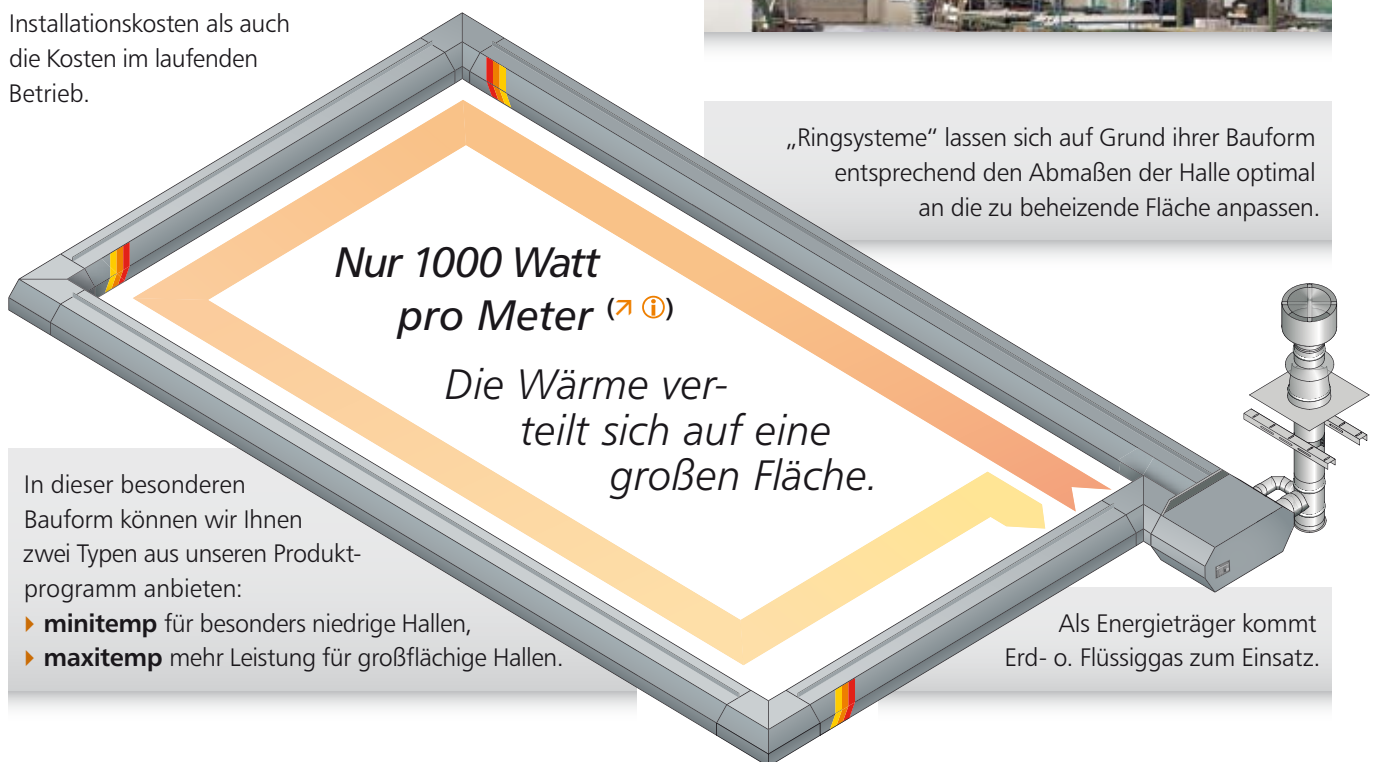 Installationskosten als auch
die Kosten im laufenden
Betrieb.
„Ringsysteme“ lassen sich auf Grund ihrer Bauform
entsprechend den Abmaßen der Halle optimal
an die zu beheizende Fläche anpassen.
Nur 1000 Watt
pro Meter (↗ ⓘ)
Die Wärme ver-
teilt sich auf eine
großen Fläche.
In dieser besonderen
Bauform können wir Ihnen
zwei Typen aus unseren Produkt-
programm anbieten:
minitemp für besonders niedrige Hallen,
maxitemp mehr Leistung für großflächige Hallen.
Als Energieträger kommt
Erd- o. Flüssiggas zum Einsatz.